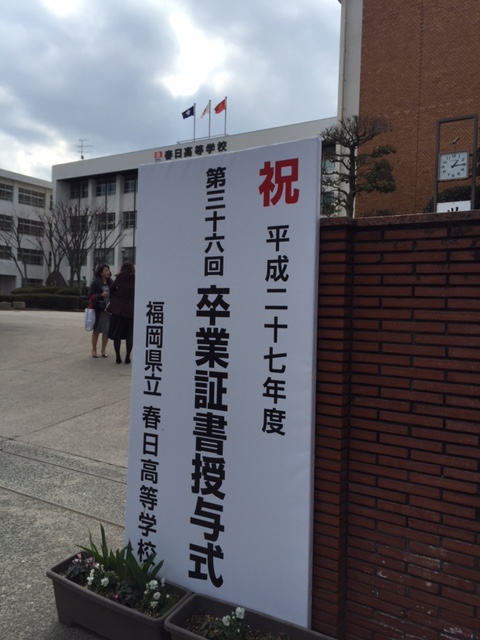 春日高等学校
祝
平成二十七年度
第三十六回 卒業証書授与式
福岡県立 春日高等学校